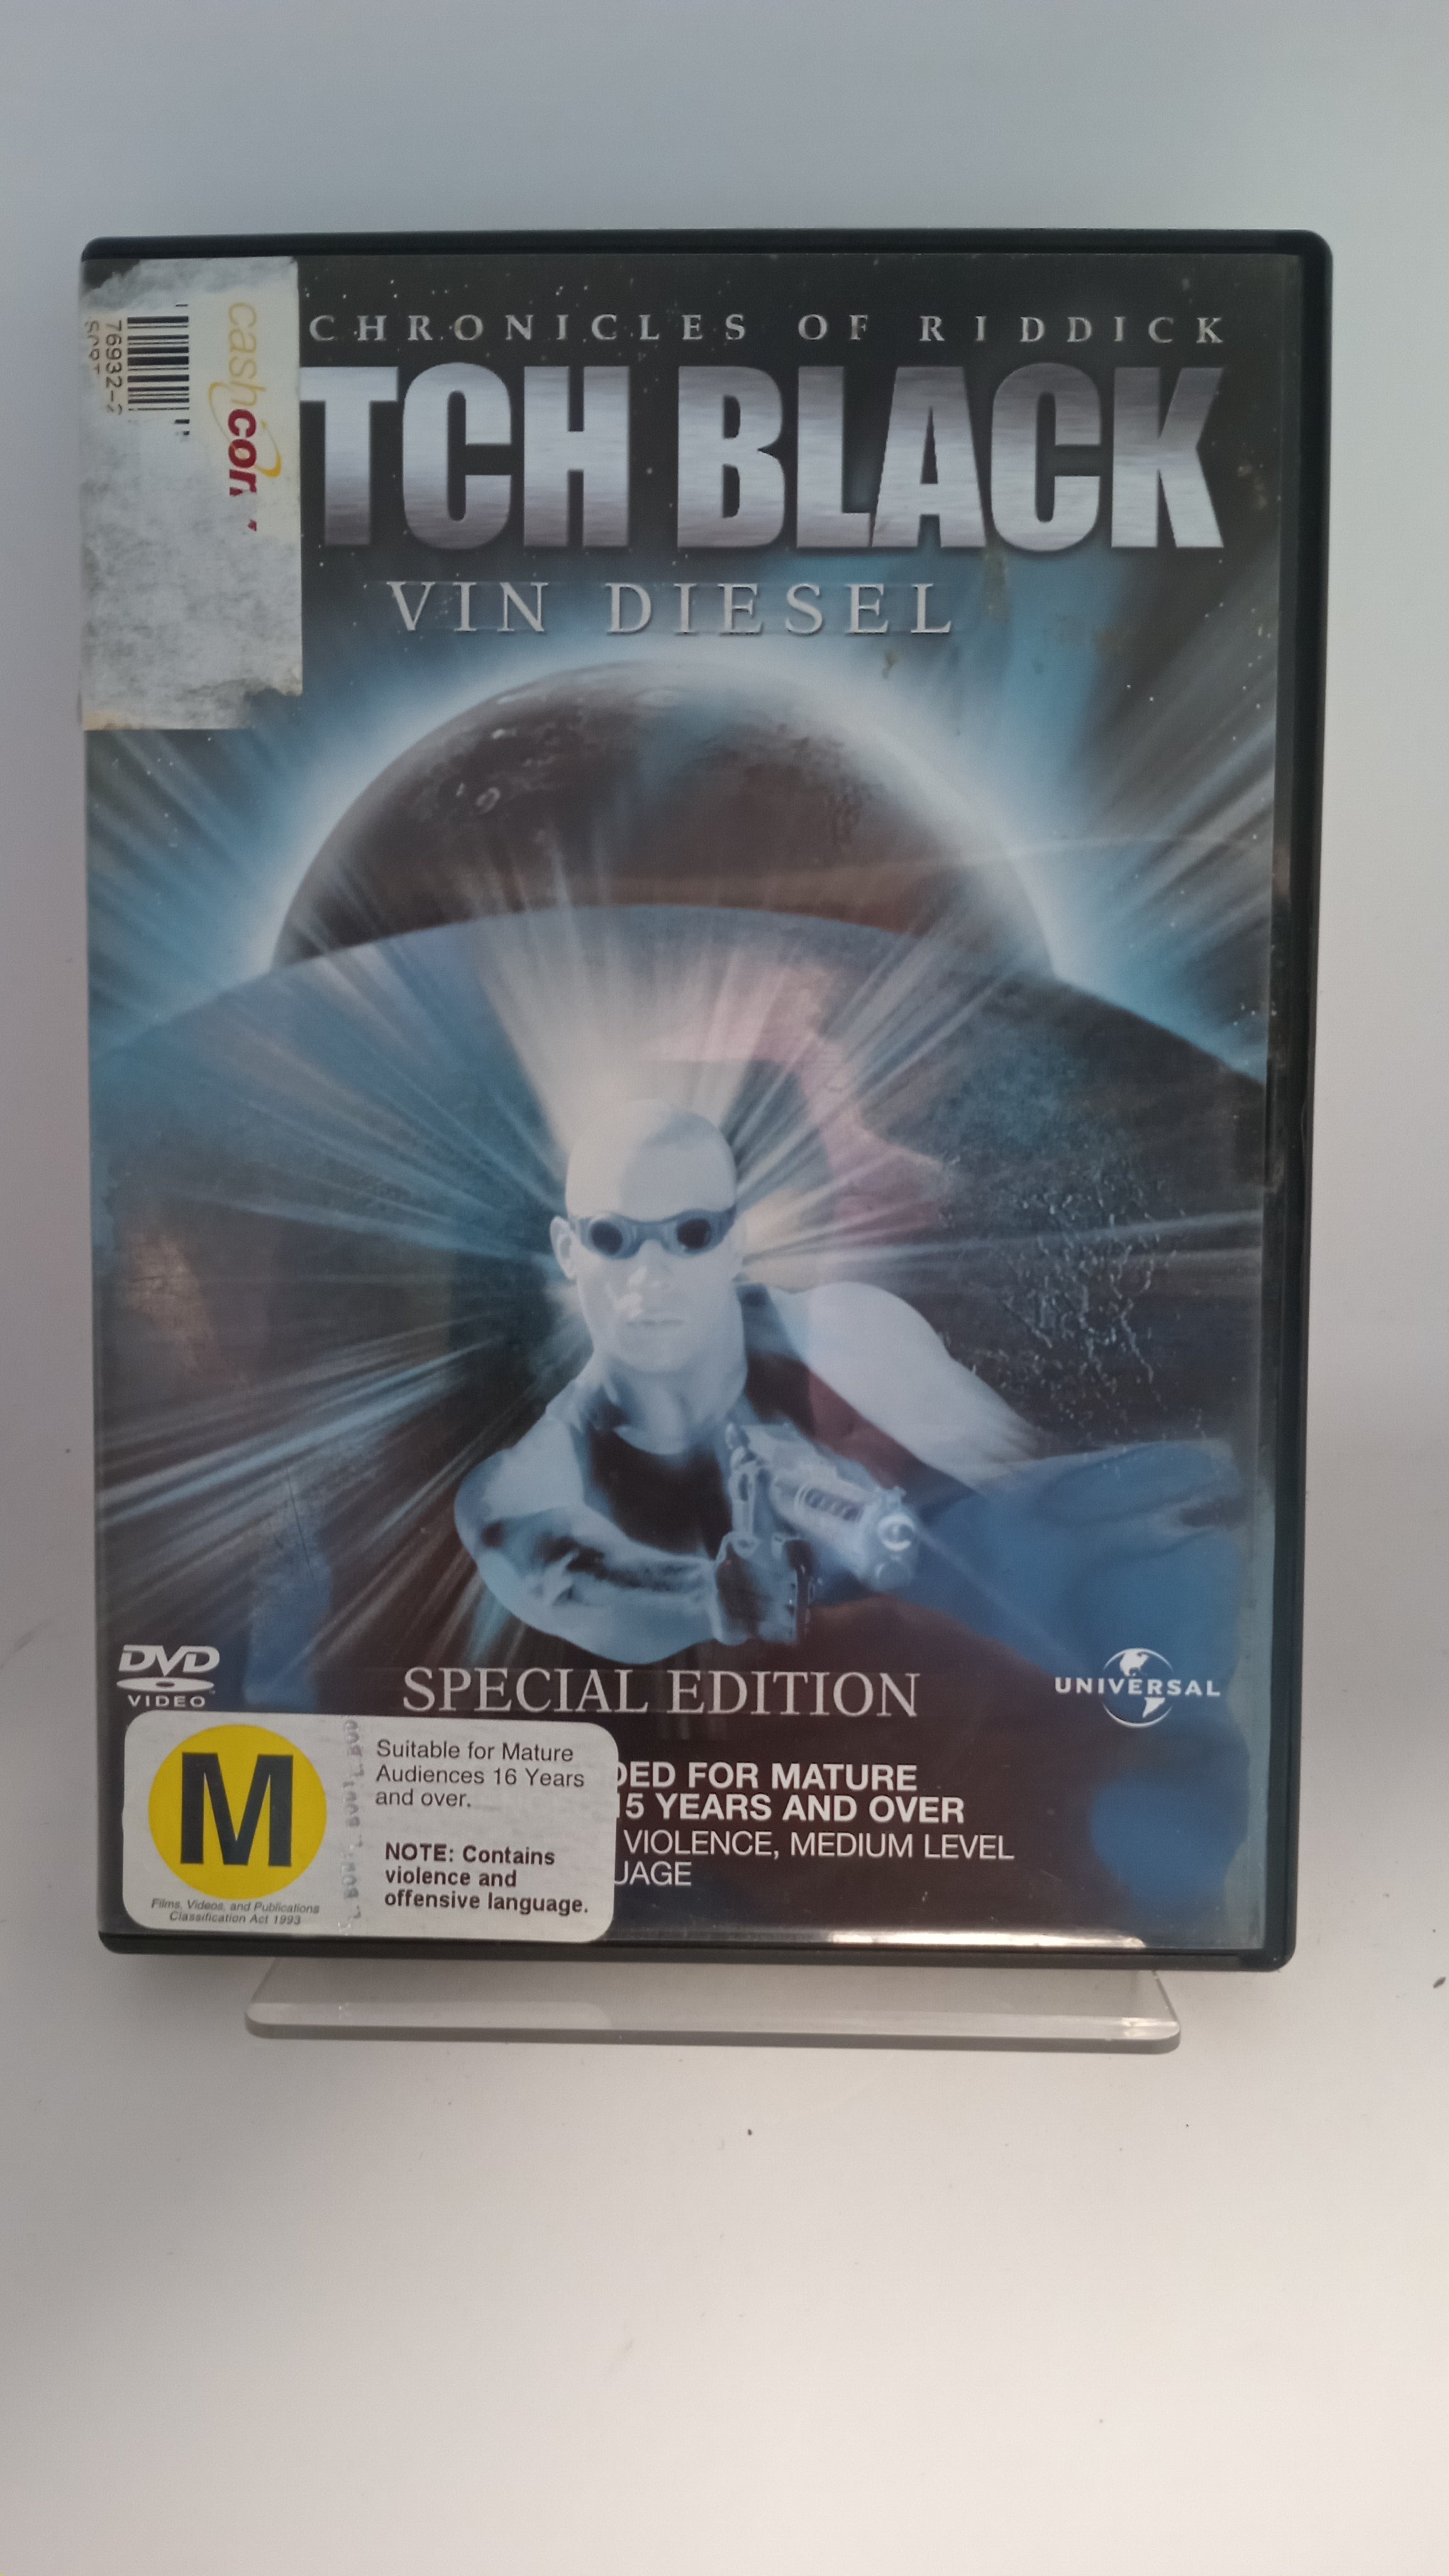 cash
cor
76932-2
CHRONICLES OF RIDDICK
TCH BLACK
VIN DIESEL
DVD
VIDEO
SPECIAL EDITION
UNIVERSAL
M
Films, Videos, and Publications
Classification Act 1993
Suitable for Mature
Audiences 16 Years
and over.
NOTE: Contains
violence and
offensive language.
DED FOR MATURE
15 YEARS AND OVER
VIOLENCE, MEDIUM LEVEL
UAGE